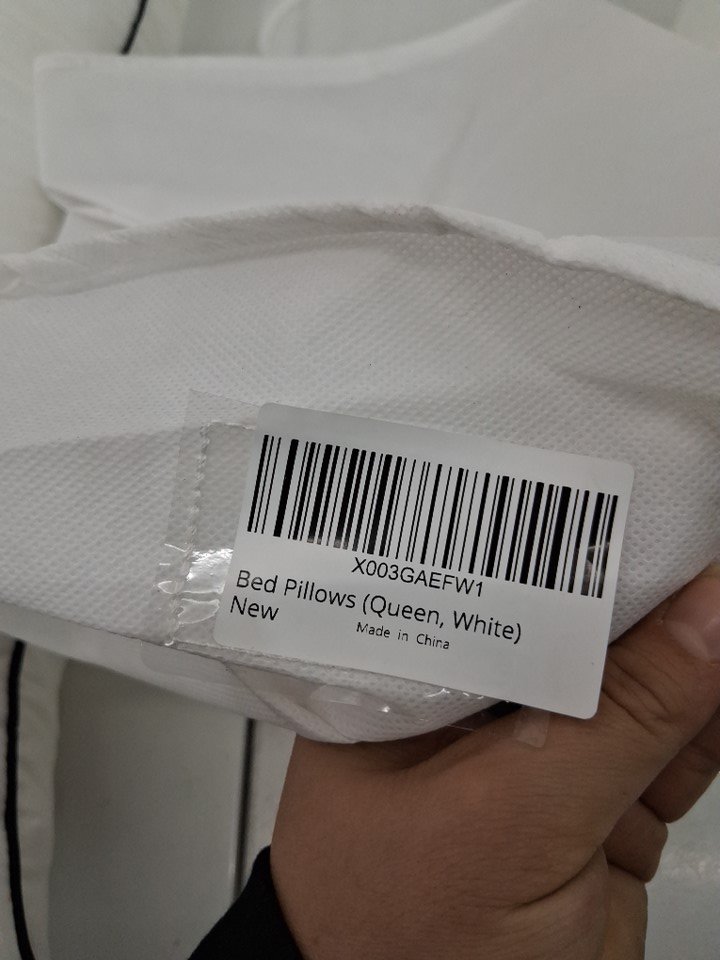 X003GAEFW1
Bed Pillows (Queen, White)
New
Made in China